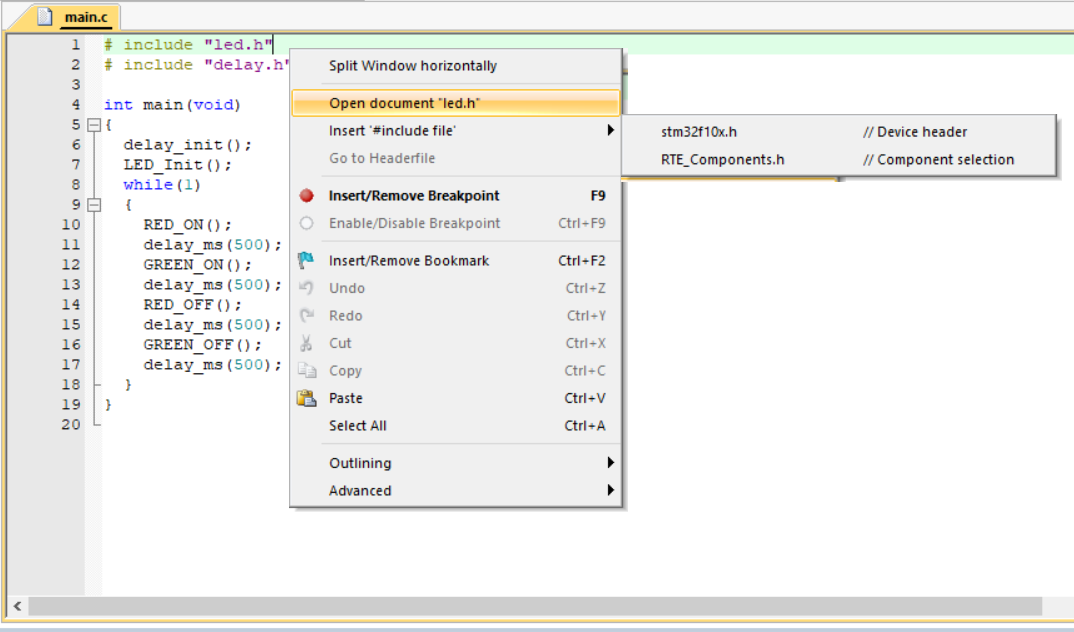 main.c
1 # include "led.h"
2 # include "delay.h"
3
4 int main(void)
5 {
6 delay_init();
7 LED_Init();
8 while(1)
9 {
10 RED_ON();
11 delay_ms(500);
12 GREEN_ON();
13 delay_ms(500);
14 RED_OFF();
15 delay_ms(500);
16 GREEN_OFF();
17 delay_ms(500);
18 }
19 }
20
Split Window horizontally
Open document "led.h"
Insert '#include file'
Go to Headerfile
Insert/Remove Breakpoint F9
Enable/Disable Breakpoint Ctrl+F9
Insert/Remove Bookmark Ctrl+F2
Undo Ctrl+Z
Redo Ctrl+Y
Cut Ctrl+X
Copy Ctrl+C
Paste Ctrl+V
Select All Ctrl+A
Outlining
Advanced
stm32f10x.h // Device header
RTE_Components.h // Component selection